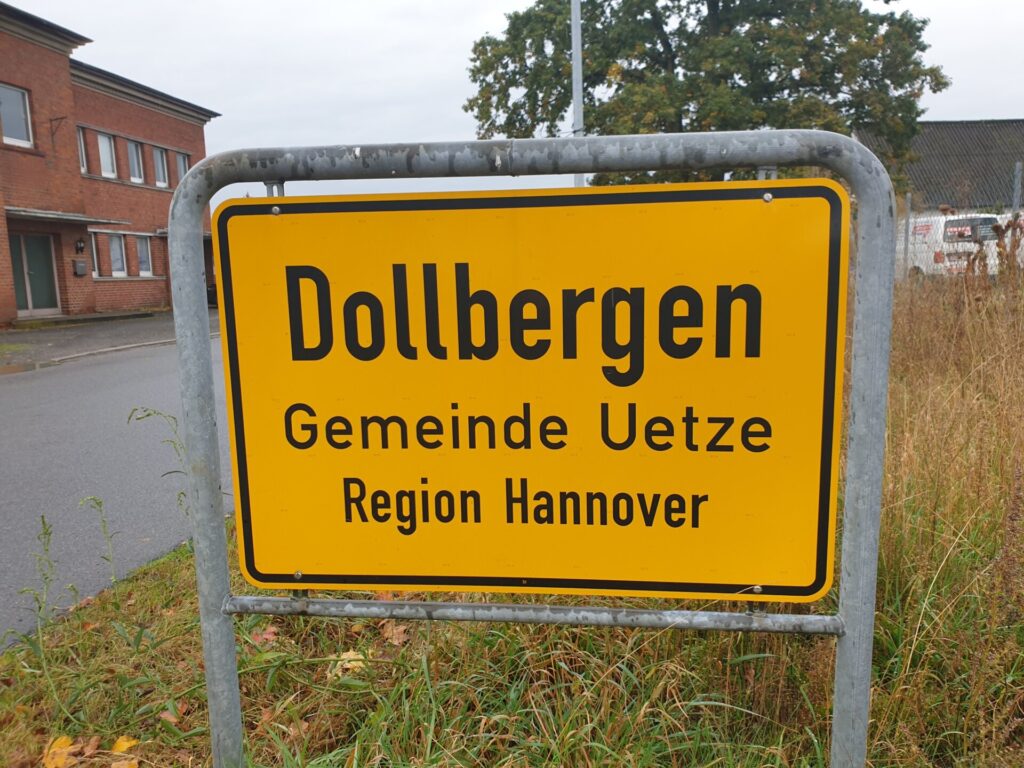 Dollbergen
Gemeinde Uetze
Region Hannover